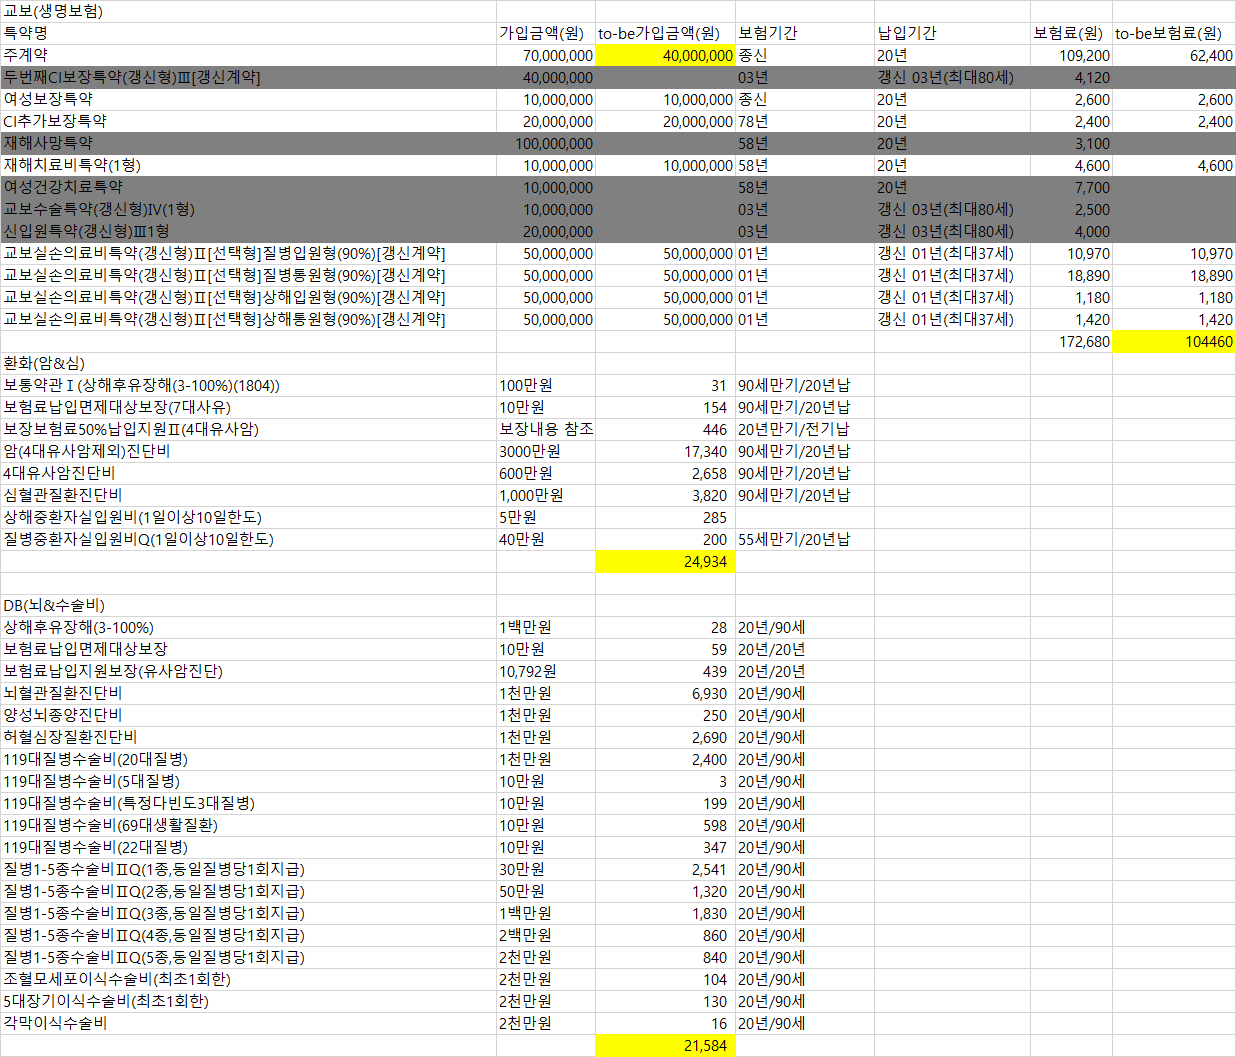 교보(생명보험)
특약명 가입금액(원) to-be가입금액(원) 보험기간 납입기간 보험료(원) to-be보험료(원)
주계약 70,000,000 40,000,000 종신 20년 109,200 62,400
두번째CI보장특약(갱신형)Ⅲ[갱신계약] 40,000,000 03년 갱신 03년(최대80세) 4,120
여성보장특약 10,000,000 10,000,000 종신 20년 2,600 2,600
CI추가보장특약 20,000,000 20,000,000 78년 20년 2,400 2,400
재해사망특약 100,000,000 58년 20년 3,100
재해치료비특약(1형) 10,000,000 10,000,000 58년 20년 4,600 4,600
여성건강치료특약 10,000,000 58년 20년 7,700
교보수술특약(갱신형)Ⅳ(1형) 10,000,000 03년 갱신 03년(최대80세) 2,500
신입원특약(갱신형)Ⅲ1형 20,000,000 03년 갱신 03년(최대80세) 4,000
교보실손의료비특약(갱신형)Ⅱ[선택형]질병입원형(90%)[갱신계약] 50,000,000 50,000,000 01년 갱신 01년(최대37세) 10,970 10,970
교보실손의료비특약(갱신형)Ⅱ[선택형]질병통원형(90%)[갱신계약] 50,000,000 50,000,000 01년 갱신 01년(최대37세) 18,890 18,890
교보실손의료비특약(갱신형)Ⅱ[선택형]상해입원형(90%)[갱신계약] 50,000,000 50,000,000 01년 갱신 01년(최대37세) 1,180 1,180
교보실손의료비특약(갱신형)Ⅱ[선택형]상해통원형(90%)[갱신계약] 50,000,000 50,000,000 01년 갱신 01년(최대37세) 1,420 1,420
172,680 104460
환화(암&심)
보통약관Ⅰ(상해후유장해(3-100%)(1804)) 100만원 31 90세만기/20년납
보험료납입면제대상보장(7대사유) 10만원 154 90세만기/20년납
보장보험료50%납입지원Ⅱ(4대유사암) 보장내용 참조 446 20년만기/전기납
암(4대유사암제외)진단비 3000만원 17,340 90세만기/20년납
4대유사암진단비 600만원 2,658 90세만기/20년납
심혈관질환진단비 1,000만원 3,820 90세만기/20년납
상해중환자실입원비(1일이상10일한도) 5만원 285
질병중환자실입원비Q(1일이상10일한도) 40만원 200 55세만기/20년납
24,934
DB(뇌&수술비)
상해후유장해(3-100%) 1백만원 28 20년/90세
보험료납입면제대상보장 10만원 59 20년/20년
보험료납입지원보장(유사암진단) 10,792원 439 20년/20년
뇌혈관질환진단비 1천만원 6,930 20년/90세
양성뇌종양진단비 1천만원 250 20년/90세
허혈심장질환진단비 1천만원 2,690 20년/90세
119대질병수술비(20대질병) 1천만원 2,400 20년/90세
119대질병수술비(5대질병) 10만원 3 20년/90세
119대질병수술비(특정다빈도3대질병) 10만원 199 20년/90세
119대질병수술비(69대생활질환) 10만원 598 20년/90세
119대질병수술비(22대질병) 10만원 347 20년/90세
질병1-5종수술비ⅡQ(1종,동일질병당1회지급) 30만원 2,541 20년/90세
질병1-5종수술비ⅡQ(2종,동일질병당1회지급) 50만원 1,320 20년/90세
질병1-5종수술비ⅡQ(3종,동일질병당1회지급) 1백만원 1,830 20년/90세
질병1-5종수술비ⅡQ(4종,동일질병당1회지급) 2백만원 860 20년/90세
질병1-5종수술비ⅡQ(5종,동일질병당1회지급) 2천만원 840 20년/90세
조혈모세포이식수술비(최초1회한) 2천만원 104 20년/90세
5대장기이식수술비(최초1회한) 2천만원 130 20년/90세
각막이식수술비 2천만원 16 20년/90세
21,584